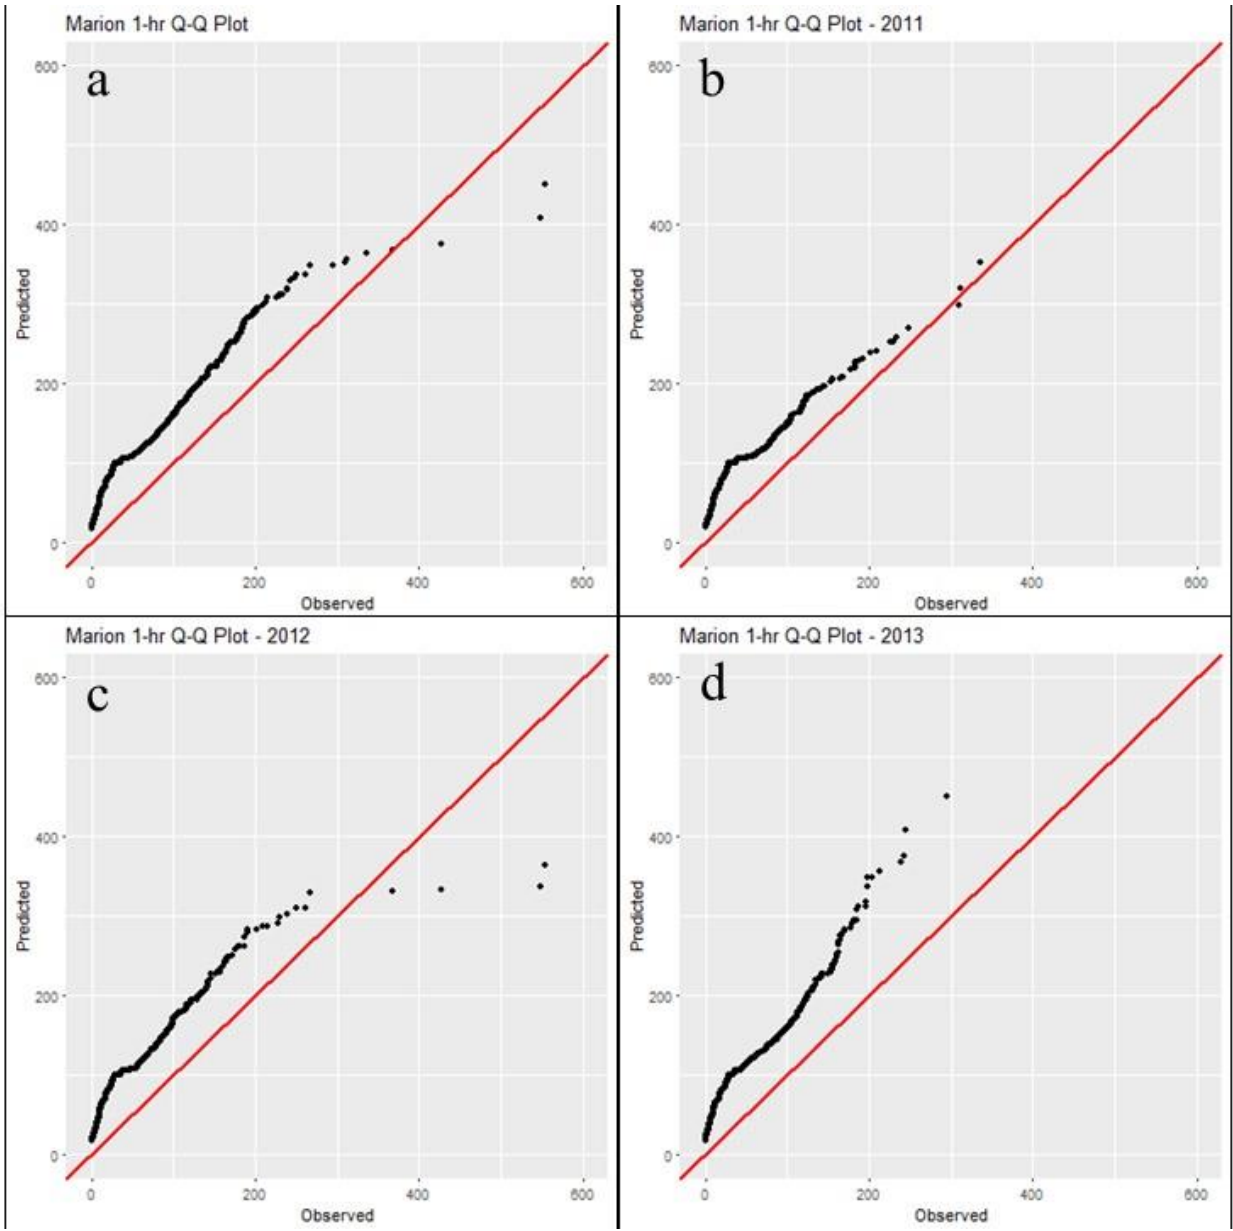 Marion 1-hr Q-Q Plot
a
600
400
200
0
Predicted
0 200 400 600
Observed
Marion 1-hr Q-Q Plot - 2011
b
600
400
200
0
Predicted
0 200 400 600
Observed
Marion 1-hr Q-Q Plot - 2012
c
600
400
200
0
Predicted
0 200 400 600
Observed
Marion 1-hr Q-Q Plot - 2013
d
600
400
200
0
Predicted
0 200 400 600
Observed